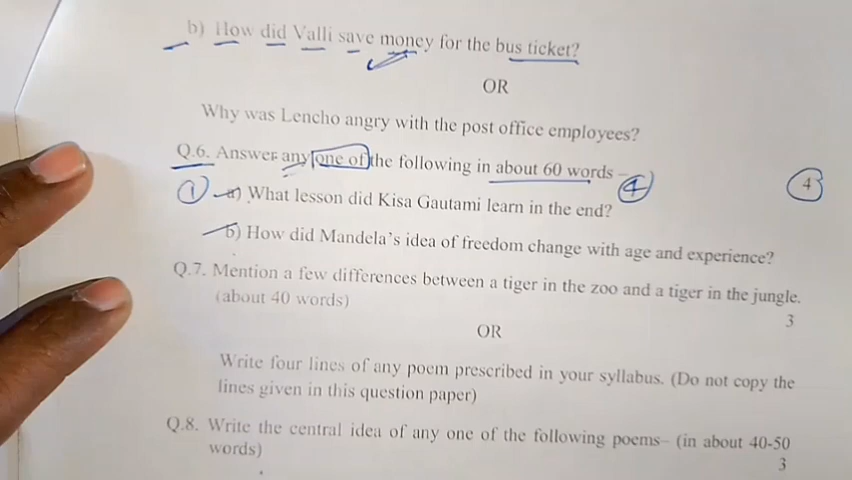 b) How did Valli save money for the bus ticket?
OR
Why was Lencho angry with the post office employees?
Q.6. Answer any one of the following in about 60 words – 4 4
1 a) What lesson did Kisa Gautami learn in the end?
b) How did Mandela's idea of freedom change with age and experience?
Q.7. Mention a few differences between a tiger in the zoo and a tiger in the jungle.
(about 40 words) 3
OR
Write four lines of any poem prescribed in your syllabus. (Do not copy the
lines given in this question paper)
Q.8. Write the central idea of any one of the following poems– (in about 40-50
words) 3